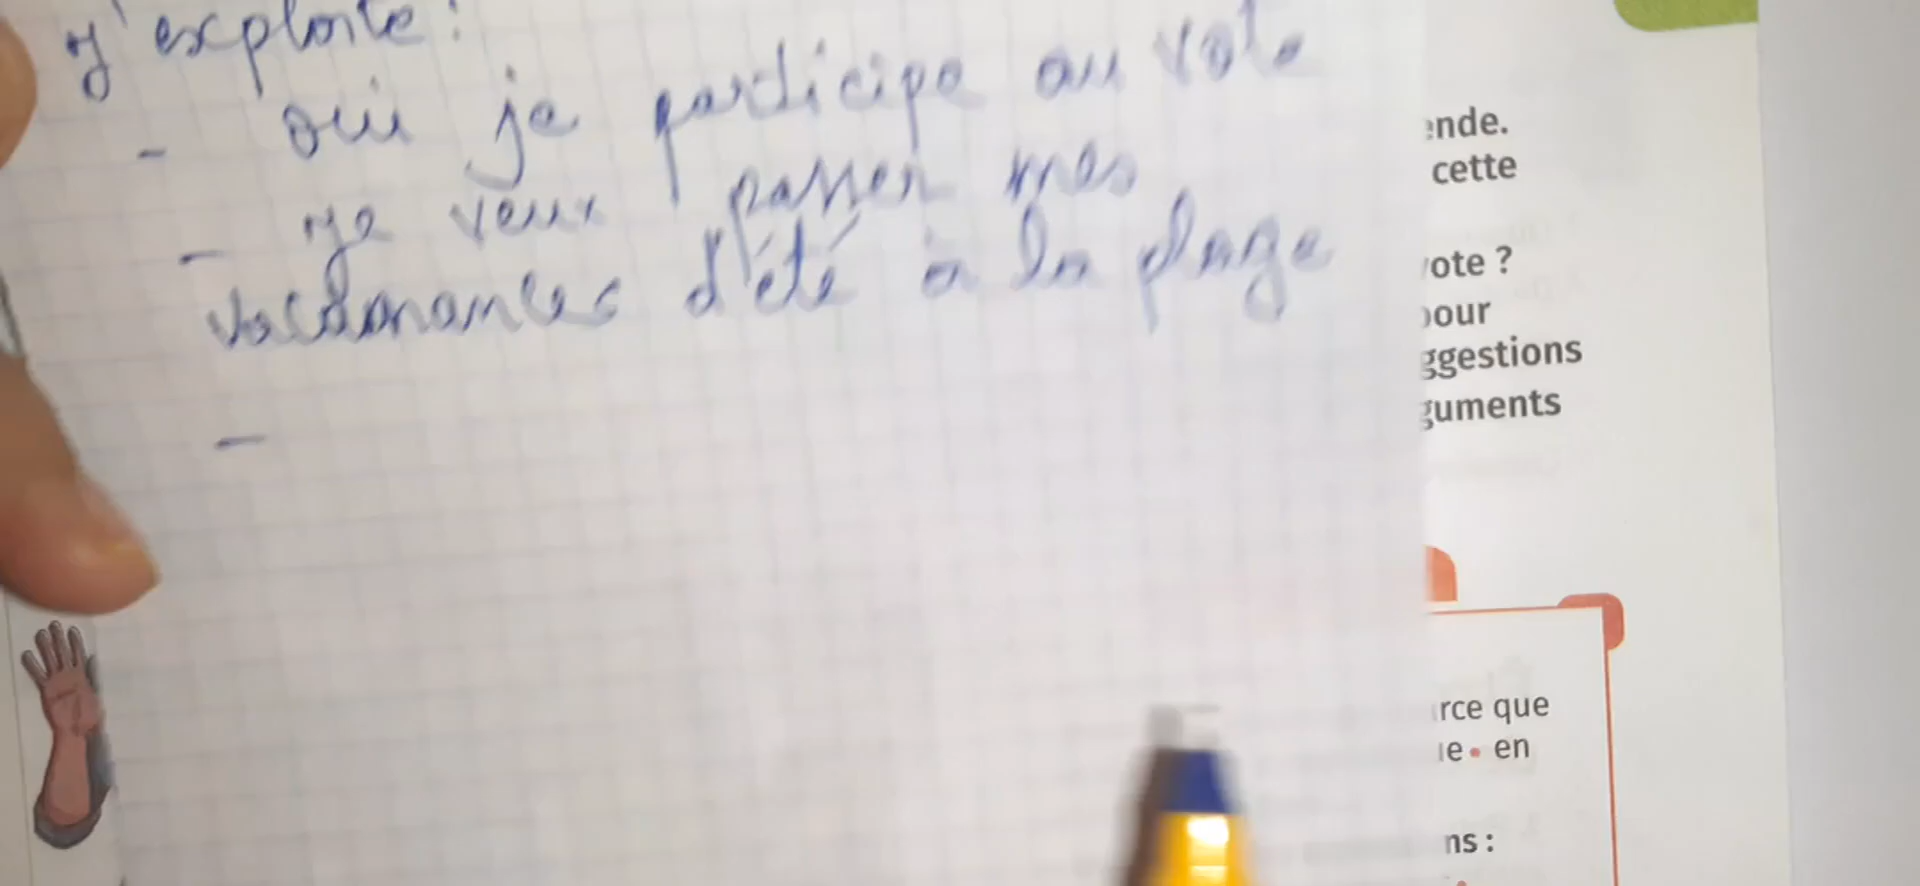 j'exploite :
- oui je participe au vote
- je veux passer mes
d'été à la plage
-
ende.
cette
ote ?
pour
ggestions
guments
rce que
en
ns :